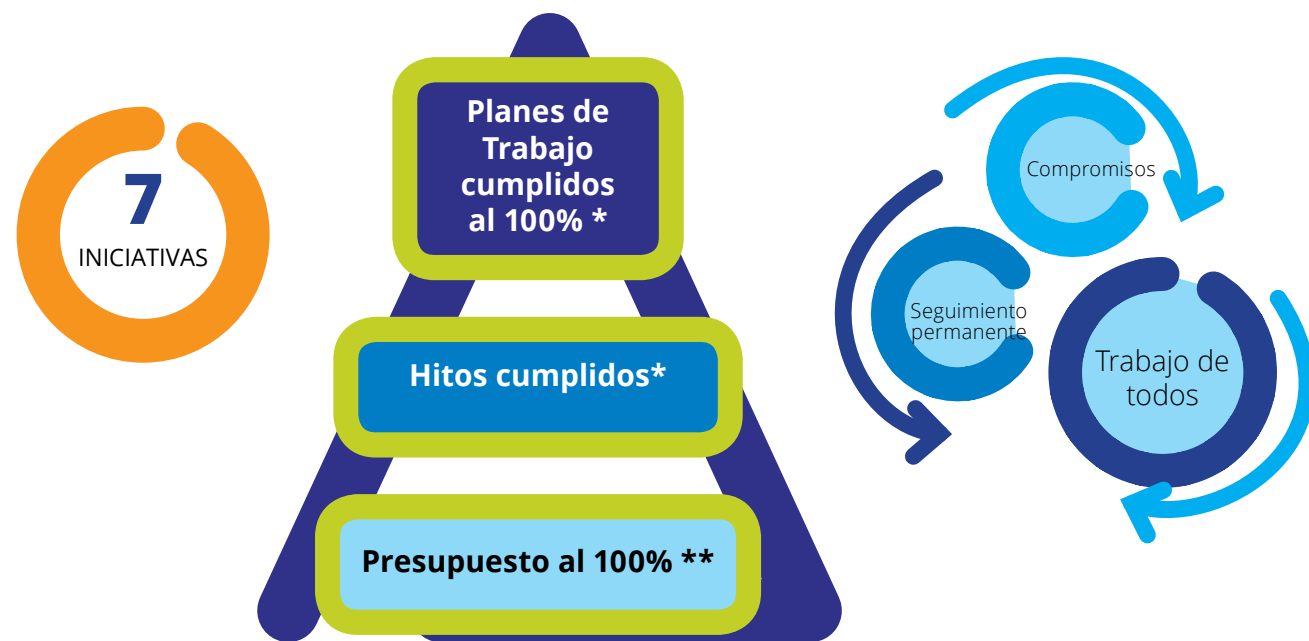 7
INICIATIVAS
Planes de
Trabajo
cumplidos
al 100% *
Hitos cumplidos*
Presupuesto al 100% **
Compromisos
Seguimiento
permanente
Trabajo de
todos